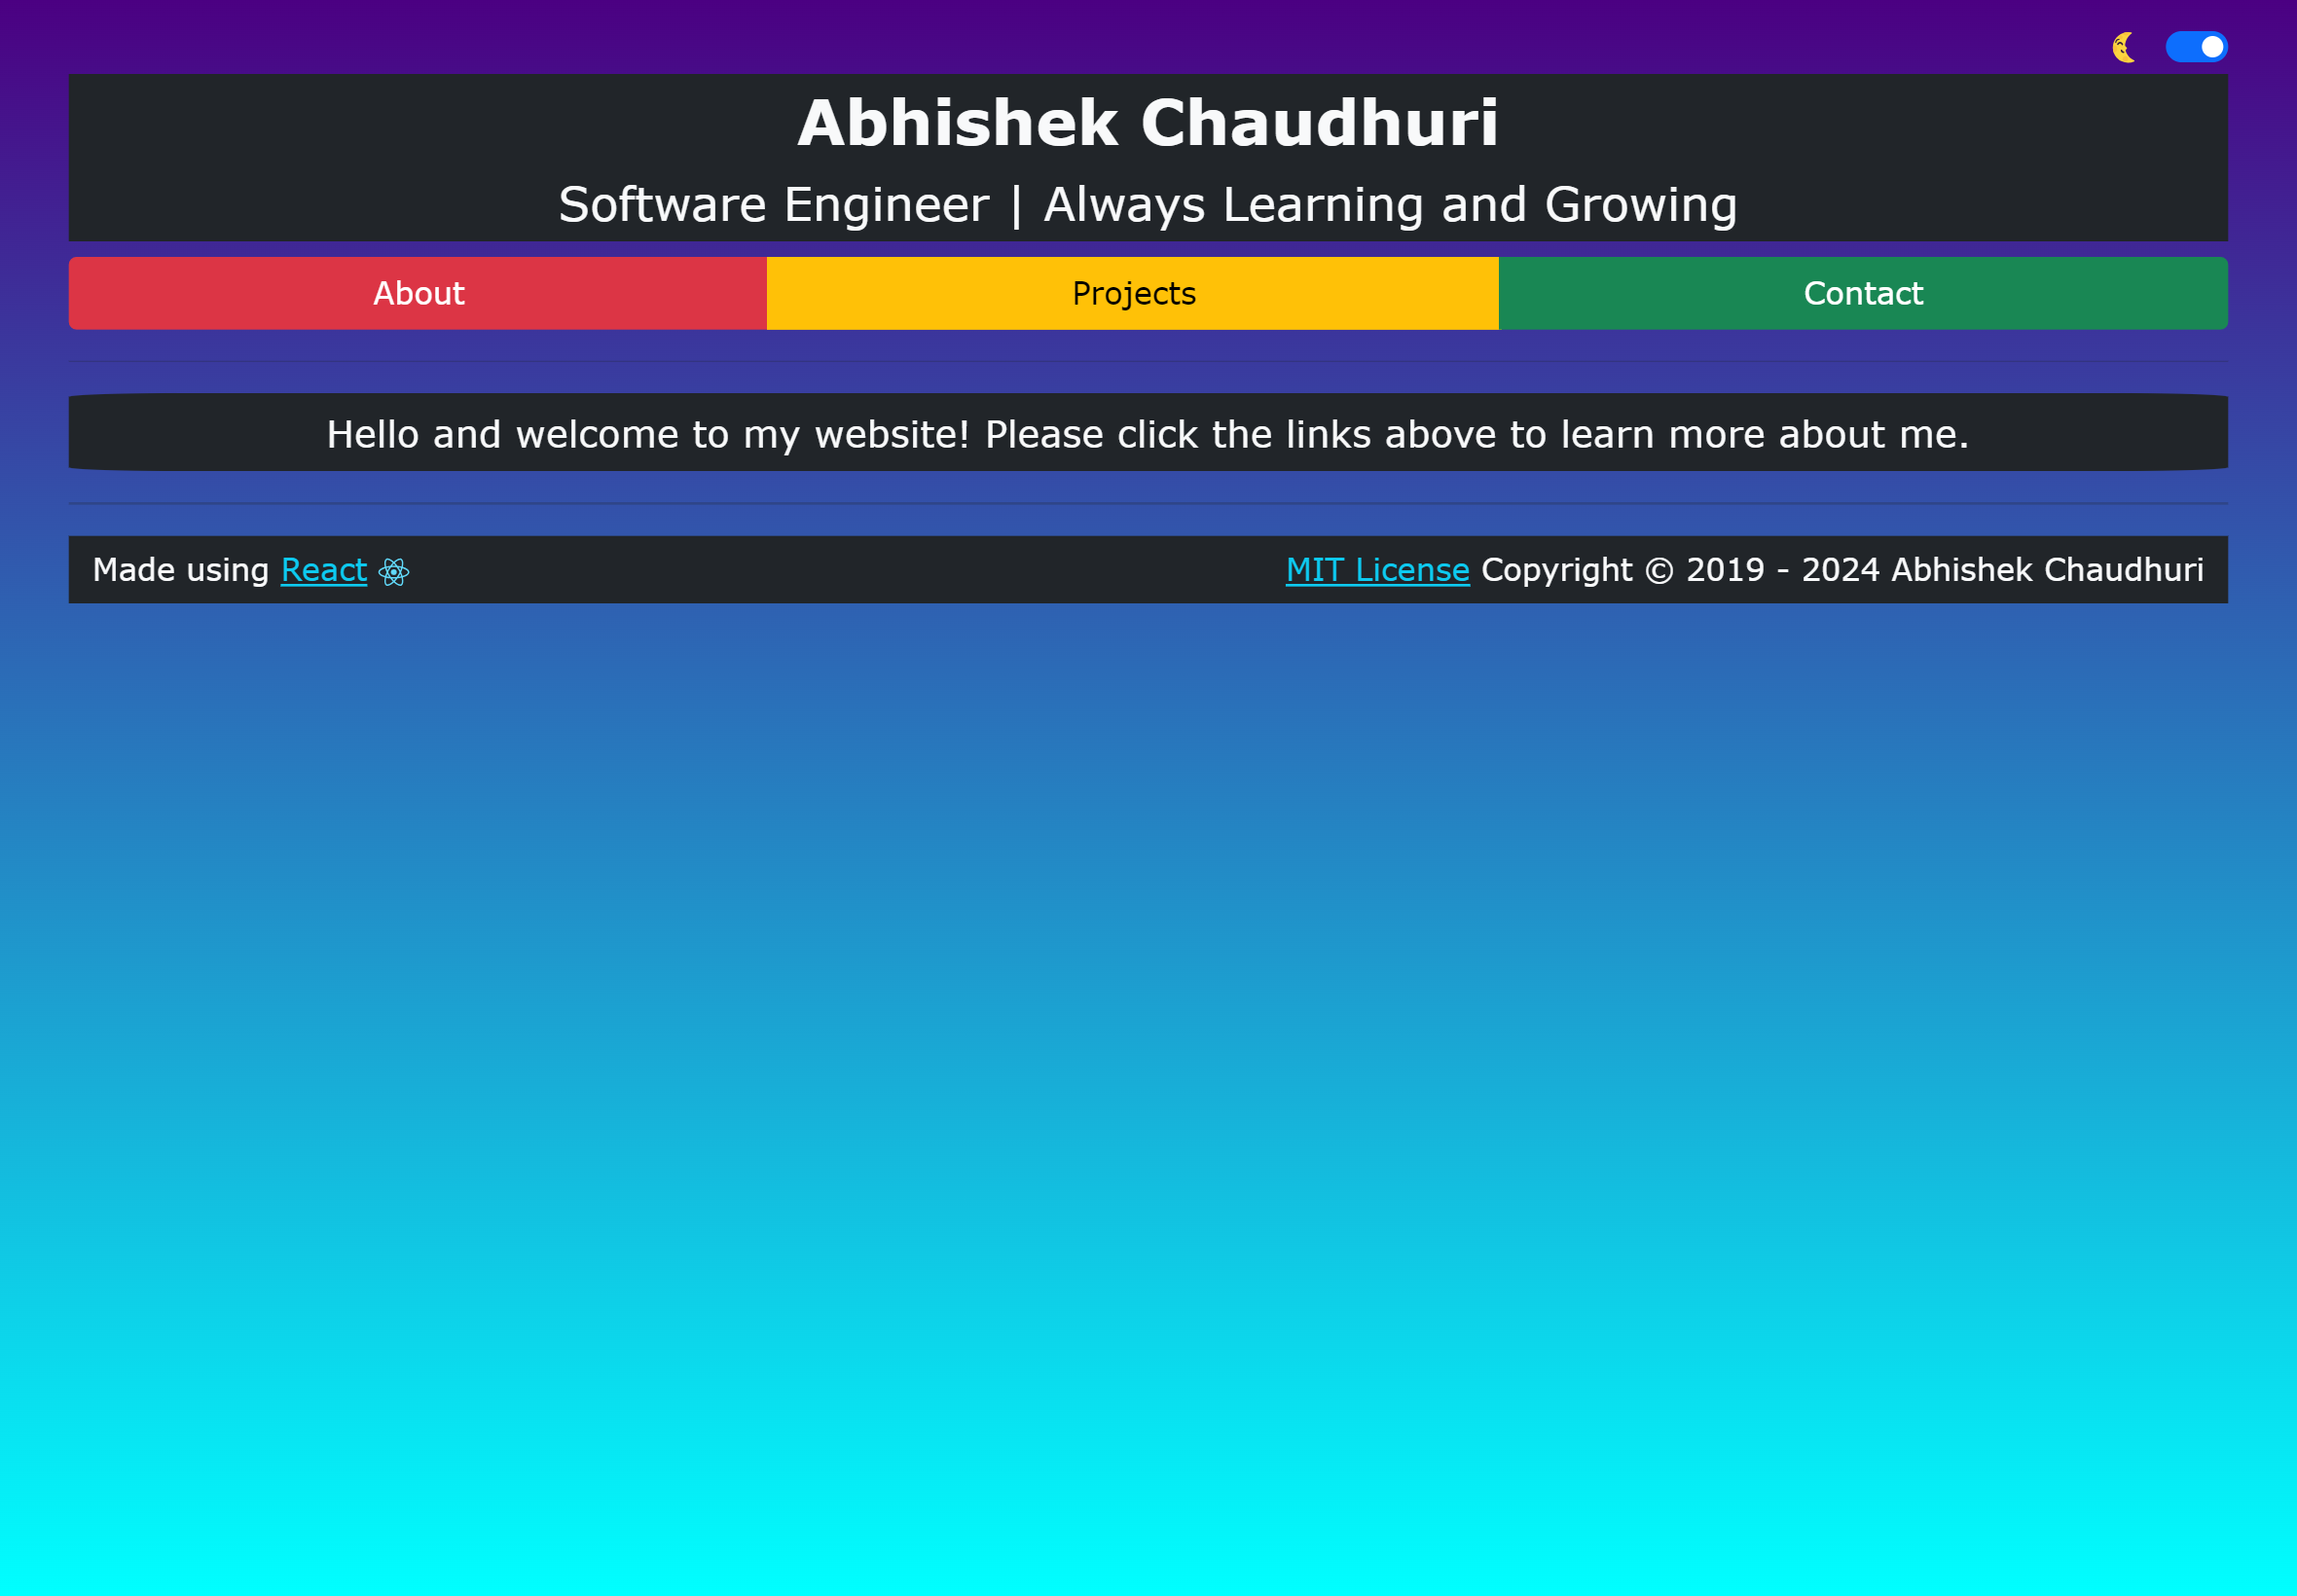 Abhishek Chaudhuri
Software Engineer | Always Learning and Growing
About Projects Contact
Hello and welcome to my website! Please click the links above to learn more about me.
Made using React MIT License Copyright © 2019 - 2024 Abhishek Chaudhuri